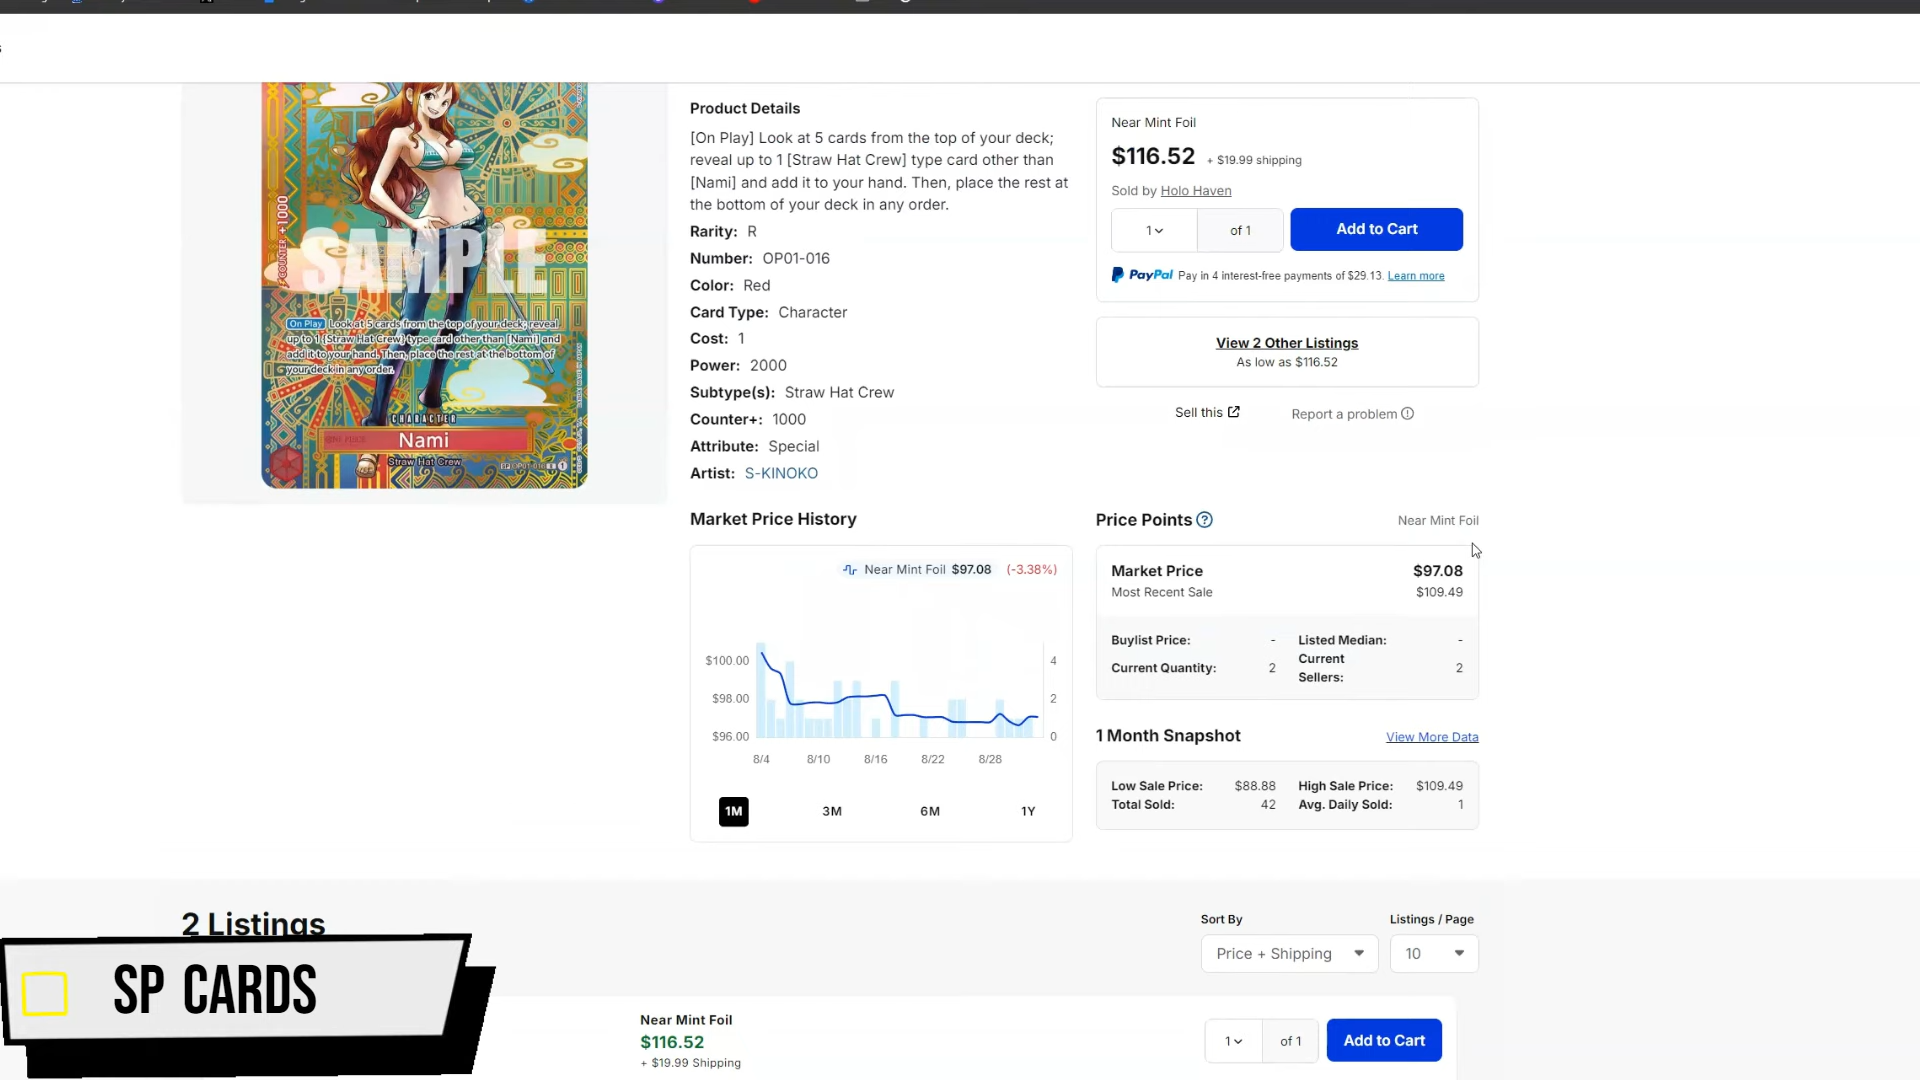 COUNTER +1000
SAMPLE
On Play Look at 5 cards from the top of your deck; reveal
up to 1 [Straw Hat Crew] type card other than [Nami] and
add it to your hand. Then, place the rest at the bottom of
your deck in any order.
CHARACTER
Nami
Straw Hat Crew
Product Details
[On Play] Look at 5 cards from the top of your deck;
reveal up to 1 [Straw Hat Crew] type card other than
[Nami] and add it to your hand. Then, place the rest at
the bottom of your deck in any order.
Rarity: R
Number: OP01-016
Color: Red
Card Type: Character
Cost: 1
Power: 2000
Subtype(s): Straw Hat Crew
Counter+: 1000
Attribute: Special
Artist: S-KINOKO
Near Mint Foil
$116.52 + $19.99 shipping
Sold by Holo Haven
1 of 1 Add to Cart
PayPal Pay in 4 interest-free payments of $29.13. Learn more
View 2 Other Listings
As low as $116.52
Sell this Report a problem
Market Price History
Near Mint Foil $97.08 (-3.38%)
$100.00 4
$98.00 2
$96.00 0
8/4 8/10 8/16 8/22 8/28
1M 3M 6M 1Y
Price Points ? Near Mint Foil
Market Price $97.08
Most Recent Sale $109.49
Buylist Price: - Listed Median: -
Current Quantity: 2 Current Sellers: 2
1 Month Snapshot View More Data
Low Sale Price: $88.88 High Sale Price: $109.49
Total Sold: 42 Avg. Daily Sold: 1
2 Listings
Sort By Listings / Page
Price + Shipping 10
SP CARDS
Near Mint Foil
$116.52
+ $19.99 Shipping
1 of 1 Add to Cart